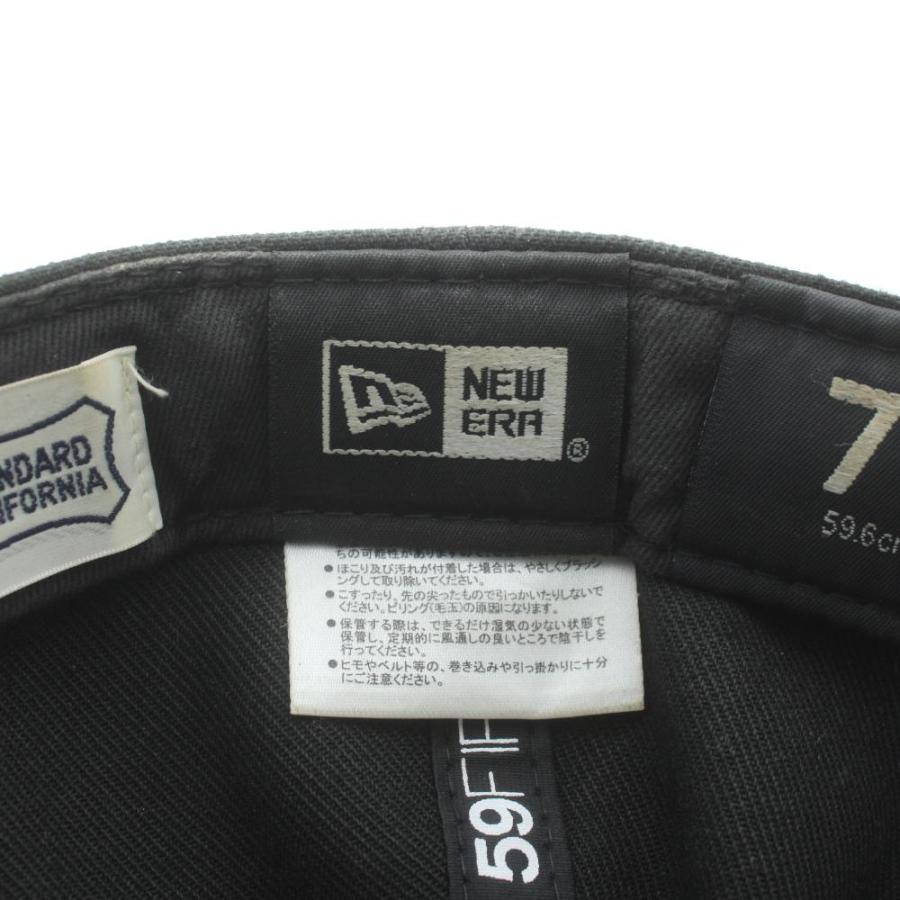 NDARD
IFORNIA
NEW
ERA
®
7
59.6c
ちの可能性がありますので、
●ほこり及び汚れが付着した場合は、やさしくブラッシ
ングして取り除いてください。
●こすったり、先の尖ったもので引っかいたりしないで
ください。ピリング(毛玉)の原因になります。
●保管する際は、できるだけ湿気の少ない状態で
保管し、定期的に風通しの良いところで陰干しを
行ってください。
●ヒモやベルト等の、巻き込みや引っ掛かりに十分
にご注意ください。
59FIF